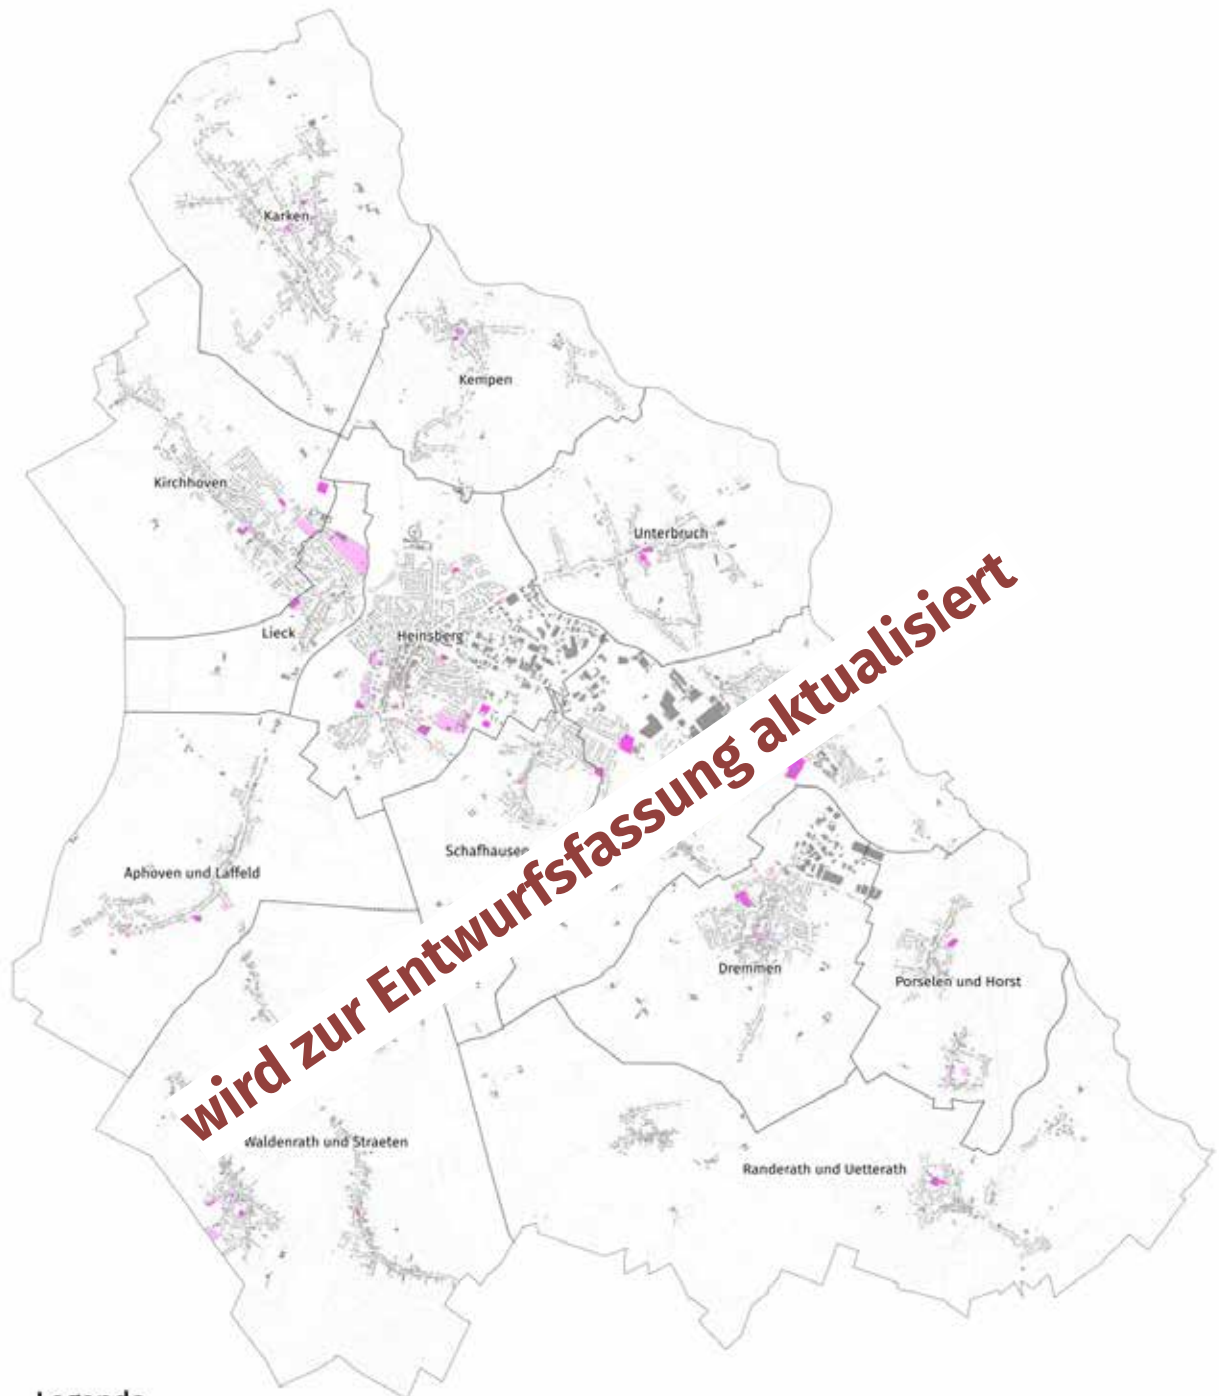 Karken
Kempen
Kirchhoven
Unterbruch
Lieck
Heinsberg
Schafhausen
Aphoven und Laffeld
wird zur Entwurfsfassung aktualisiert
Dremmen
Porselen und Horst
Waldenrath und Straeten
Randerath und Uetterath
Legende